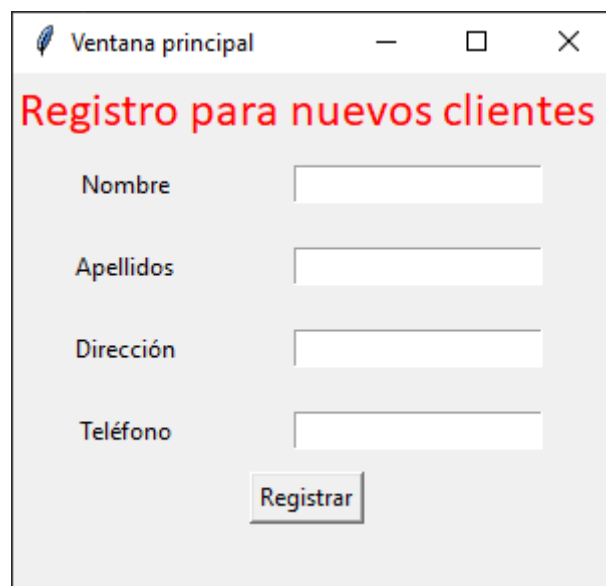 Ventana principal
Registro para nuevos clientes
Nombre
Apellidos
Dirección
Teléfono
Registrar